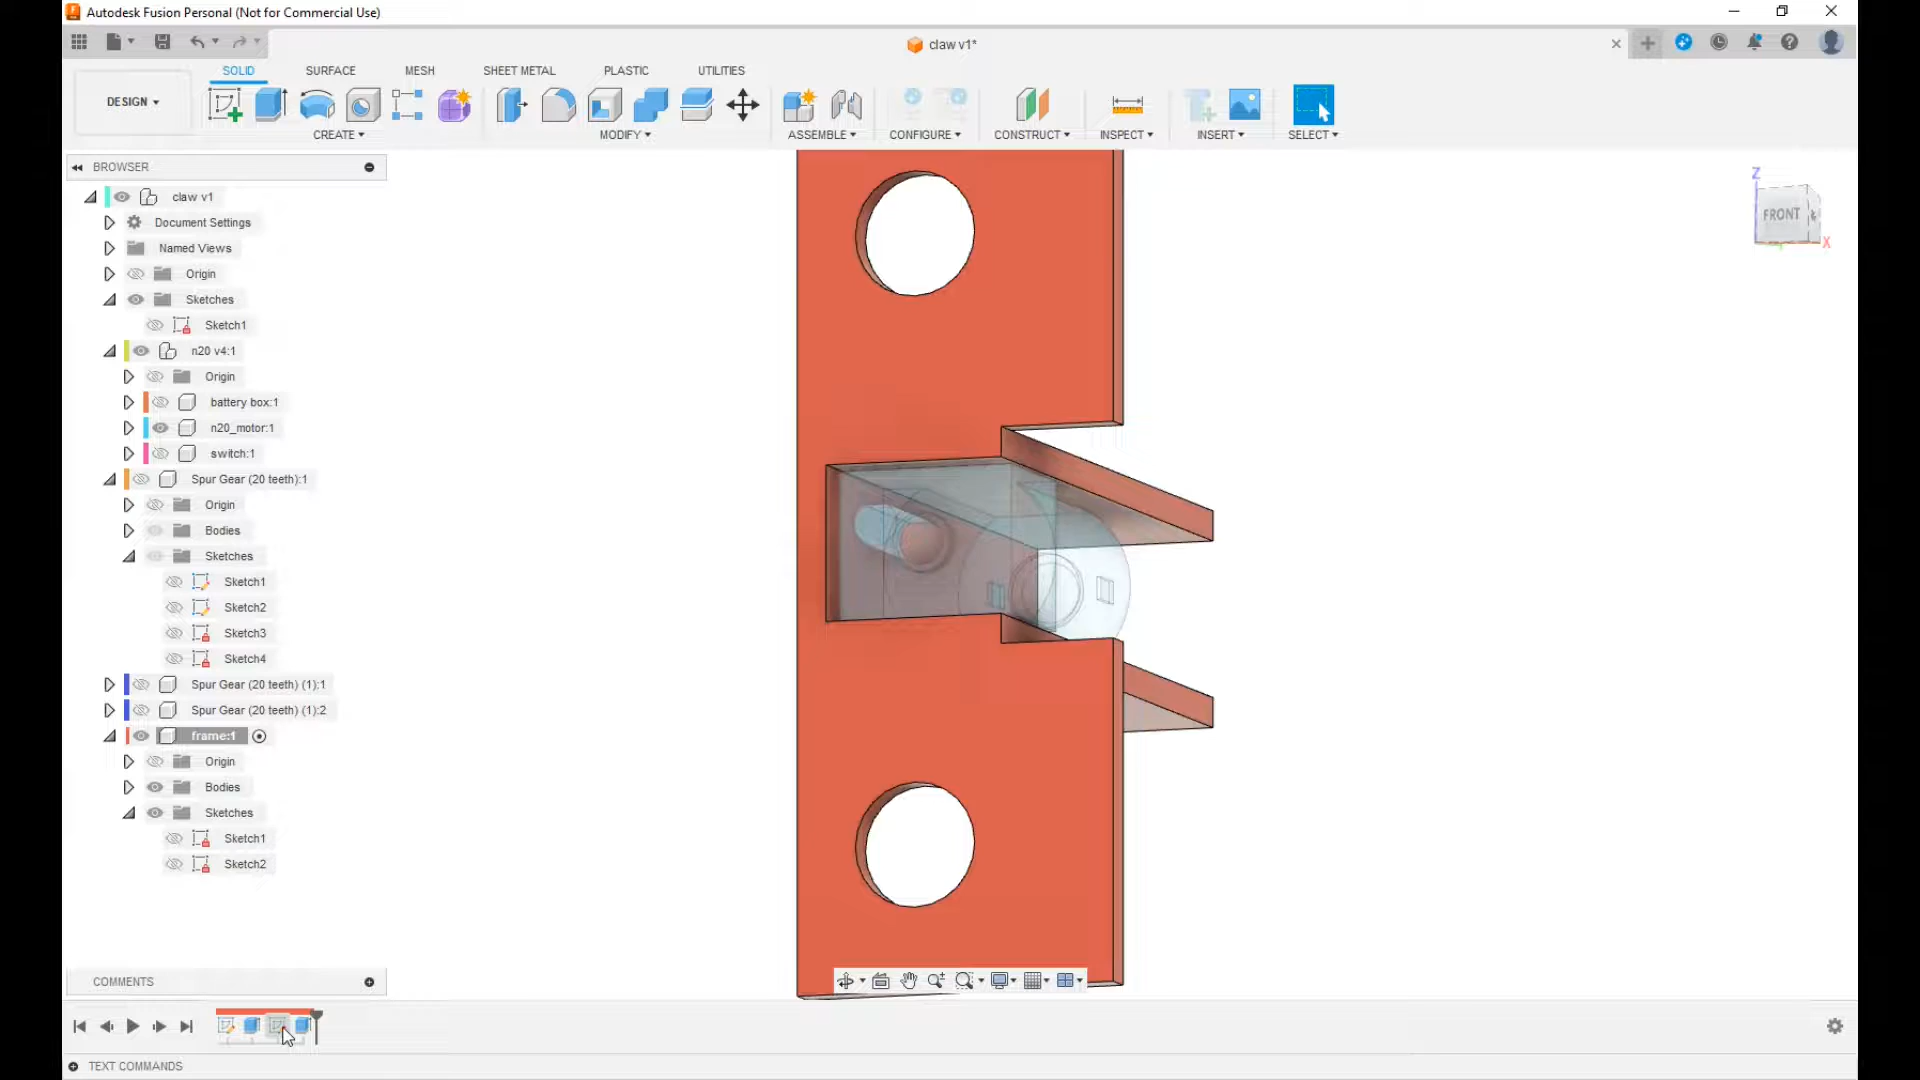 Autodesk Fusion Personal (Not for Commercial Use)
claw v1*
SOLID
SURFACE
MESH
SHEET METAL
PLASTIC
UTILITIES
DESIGN
CREATE
MODIFY
ASSEMBLE
CONFIGURE
CONSTRUCT
INSPECT
INSERT
SELECT
BROWSER
claw v1
Document Settings
Named Views
Origin
Sketches
Sketch1
n20 v4:1
Origin
battery box:1
n20_motor:1
switch:1
Spur Gear (20 teeth):1
Origin
Bodies
Sketches
Sketch1
Sketch2
Sketch3
Sketch4
Spur Gear (20 teeth) (1):1
Spur Gear (20 teeth) (1):2
frame:1
Origin
Bodies
Sketches
Sketch1
Sketch2
Z
FRONT
X
COMMENTS
TEXT COMMANDS